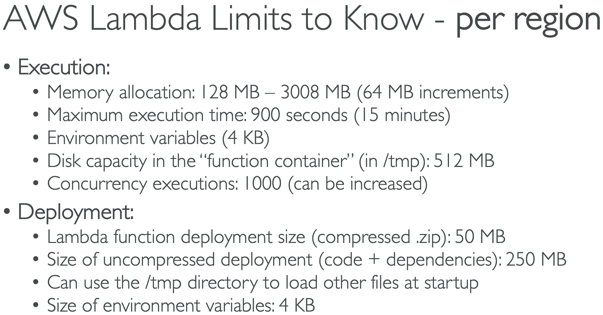 AWS Lambda Limits to Know - per region
• Execution:
• Memory allocation: 128 MB – 3008 MB (64 MB increments)
• Maximum execution time: 900 seconds (15 minutes)
• Environment variables (4 KB)
• Disk capacity in the “function container” (in /tmp): 512 MB
• Concurrency executions: 1000 (can be increased)
• Deployment:
• Lambda function deployment size (compressed .zip): 50 MB
• Size of uncompressed deployment (code + dependencies): 250 MB
• Can use the /tmp directory to load other files at startup
• Size of environment variables: 4 KB